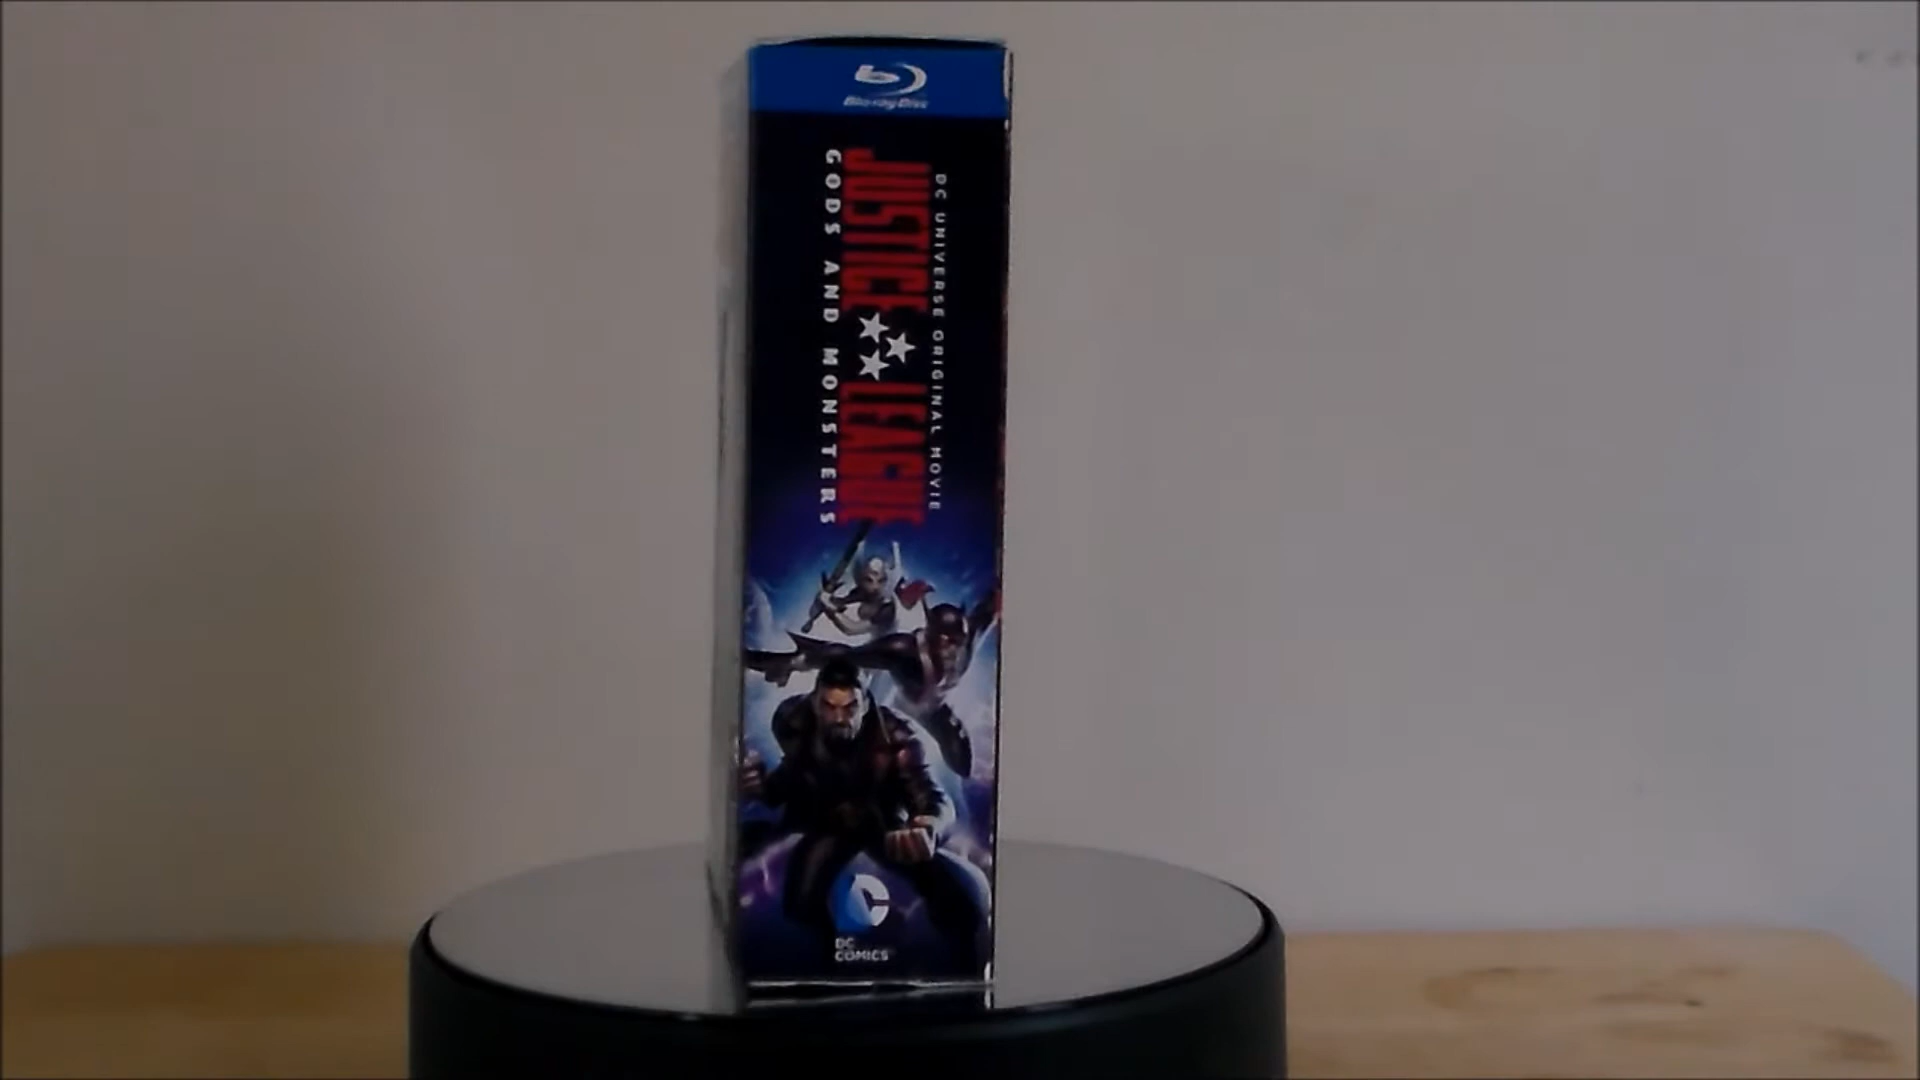 Blu-ray Disc
DC UNIVERSE ORIGINAL MOVIE
JUSTICE LEAGUE
GODS AND MONSTERS
DC
COMICS